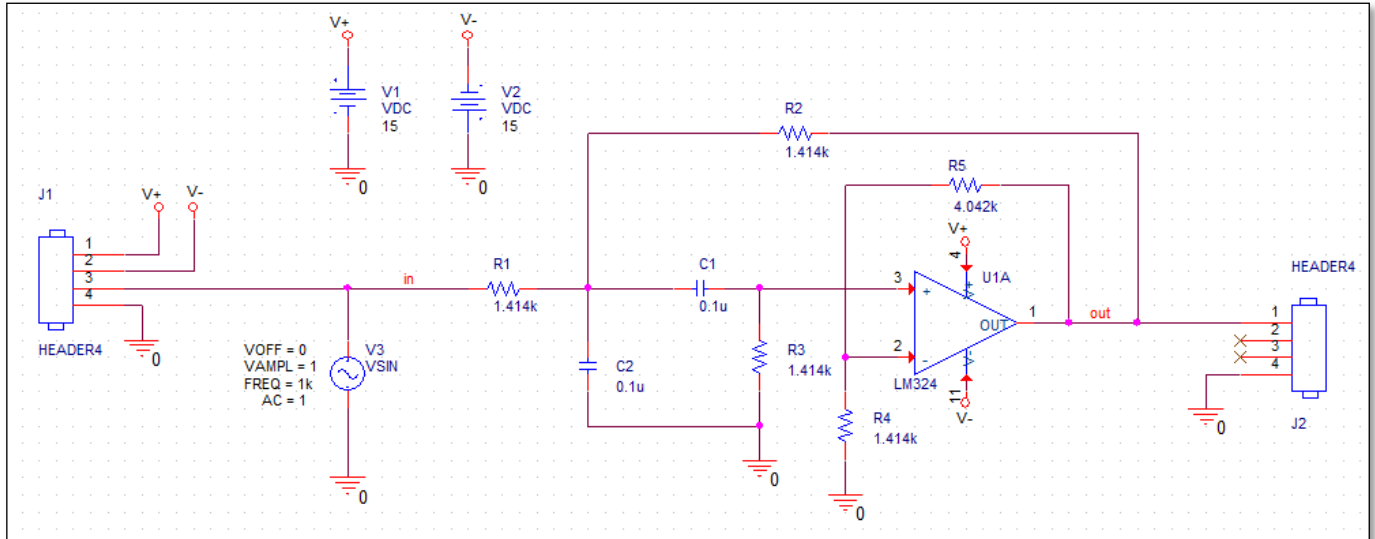 V+
V-
V1
VDC
15
V2
VDC
15
R2
1.414k
J1
V+
V-
R5
4.042k
0
0
V+
1
2
3
4
in
R1
1.414k
C1
0.1u
3
4
U1A
V+
+
OUT
1
out
HEADER4
1
2
3
4
HEADER4
0
VOFF = 0
VAMPL = 1
FREQ = 1k
AC = 1
V3
VSIN
C2
0.1u
R3
1.414k
2
-
V-
LM324
11
V-
R4
1.414k
0
J2
0
0
0